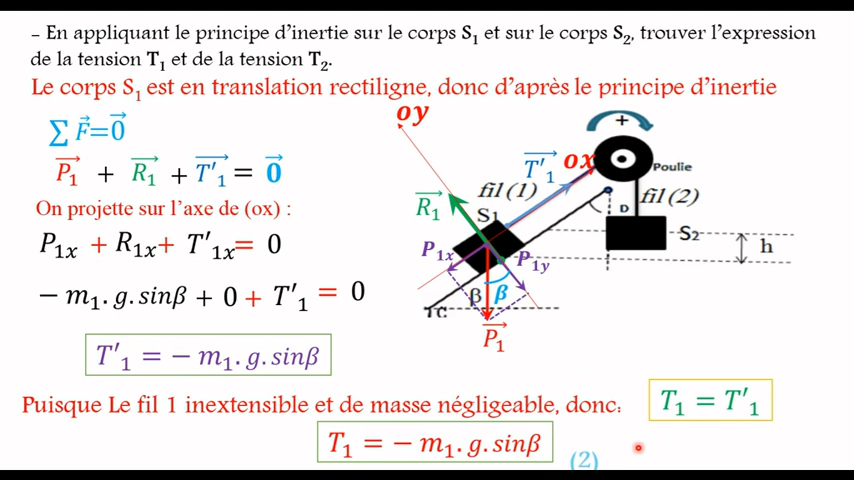 - En appliquant le principe d'inertie sur le corps S₁ et sur le corps S₂, trouver l'expression
de la tension T₁ et de la tension T₂.
Le corps S₁ est en translation rectiligne, donc d'après le principe d'inertie
∑ F⃗=0⃗
P₁⃗ + R₁⃗ + T'₁⃗ = 0⃗
On projette sur l'axe de (ox) :
P₁ₓ + R₁ₓ+ T'₁ₓ= 0
− m₁. g. sinβ + 0 + T'₁ = 0
T'₁ = − m₁. g. sinβ
oy
+
T'₁⃗
ox
Poulie
fil(1)
fil(2)
R₁⃗
S₁
D
S₂
P₁ₓ
P₁y
h
β
β
P₁⃗
Puisque Le fil 1 inextensible et de masse négligeable, donc:
T₁ = T'₁
T₁ = − m₁. g. sinβ
(2)